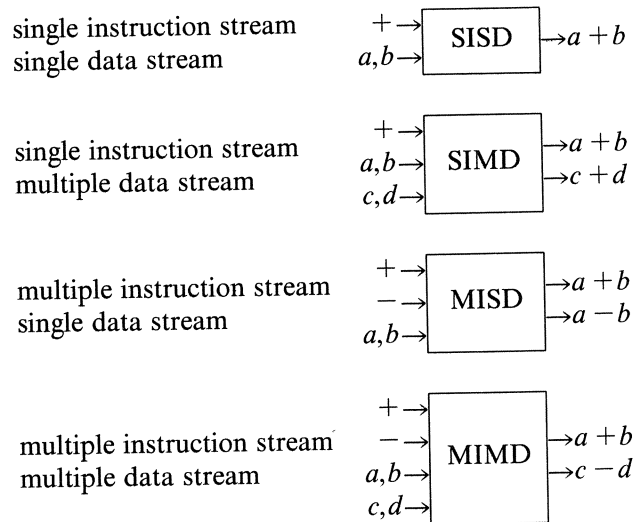 single instruction stream
single data stream
+ →
a,b→
SISD
→a + b
single instruction stream
multiple data stream
+ →
a,b→
c,d→
SIMD
→a + b
→c + d
multiple instruction stream
single data stream
+ →
− →
a,b→
MISD
→a + b
→a − b
multiple instruction stream
multiple data stream
+ →
− →
a,b→
c,d→
MIMD
→a + b
→c − d